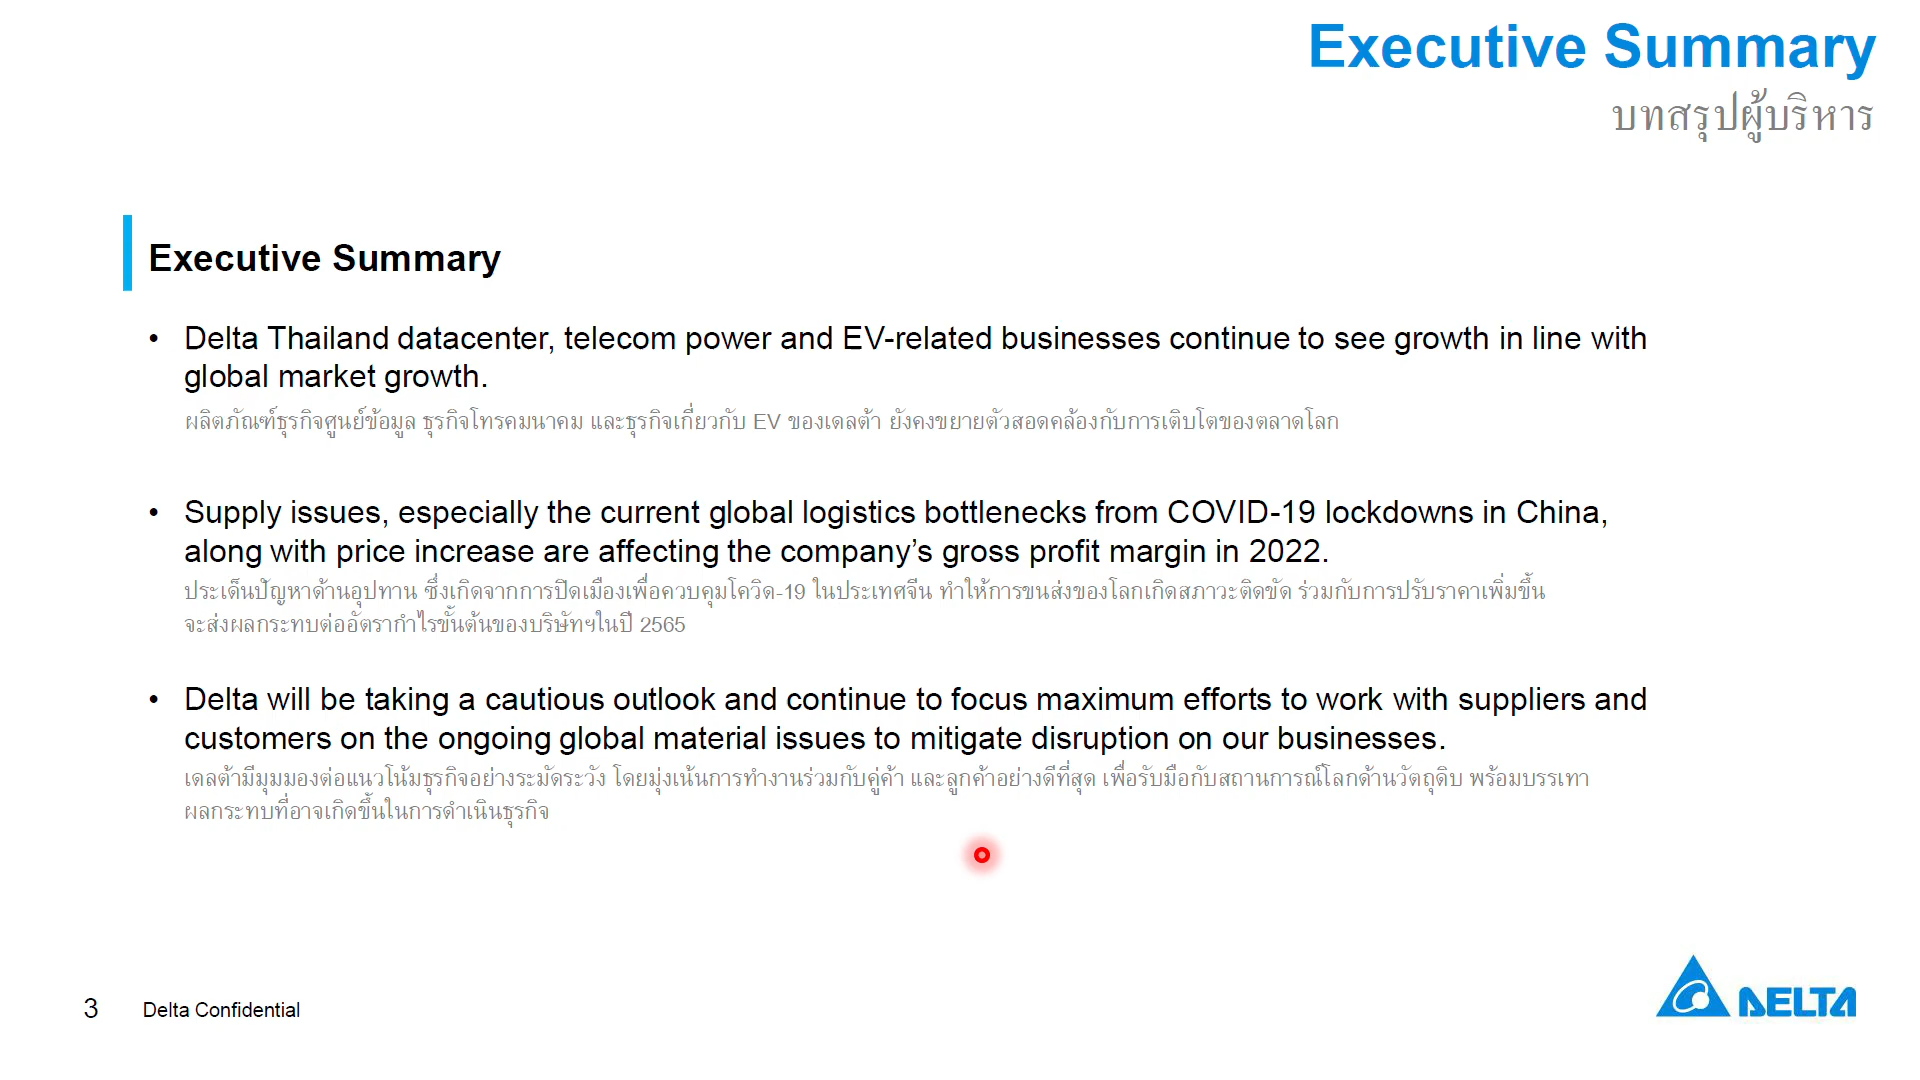 Executive Summary
บทสรุปผู้บริหาร
Executive Summary
• Delta Thailand datacenter, telecom power and EV-related businesses continue to see growth in line with
global market growth.
ผลิตภัณฑ์ธุรกิจศูนย์ข้อมูล ธุรกิจโทรคมนาคม และธุรกิจเกี่ยวกับ EV ของเดลต้า ยังคงขยายตัวสอดคล้องกับการเติบโตของตลาดโลก
• Supply issues, especially the current global logistics bottlenecks from COVID-19 lockdowns in China,
along with price increase are affecting the company’s gross profit margin in 2022.
ประเด็นปัญหาด้านอุปทาน ซึ่งเกิดจากการปิดเมืองเพื่อควบคุมโควิด-19 ในประเทศจีน ทำให้การขนส่งของโลกเกิดสภาวะติดขัด ร่วมกับการปรับราคาเพิ่มขึ้น
จะส่งผลกระทบต่ออัตรากำไรขั้นต้นของบริษัทฯในปี 2565
• Delta will be taking a cautious outlook and continue to focus maximum efforts to work with suppliers and
customers on the ongoing global material issues to mitigate disruption on our businesses.
เดลต้ามีมุมมองต่อแนวโน้มธุรกิจอย่างระมัดระวัง โดยมุ่งเน้นการทำงานร่วมกับคู่ค้า และลูกค้าอย่างดีที่สุด เพื่อรับมือกับสถานการณ์โลกด้านวัตถุดิบ พร้อมบรรเทา
ผลกระทบที่อาจเกิดขึ้นในการดำเนินธุรกิจ
3 Delta Confidential
DELTA